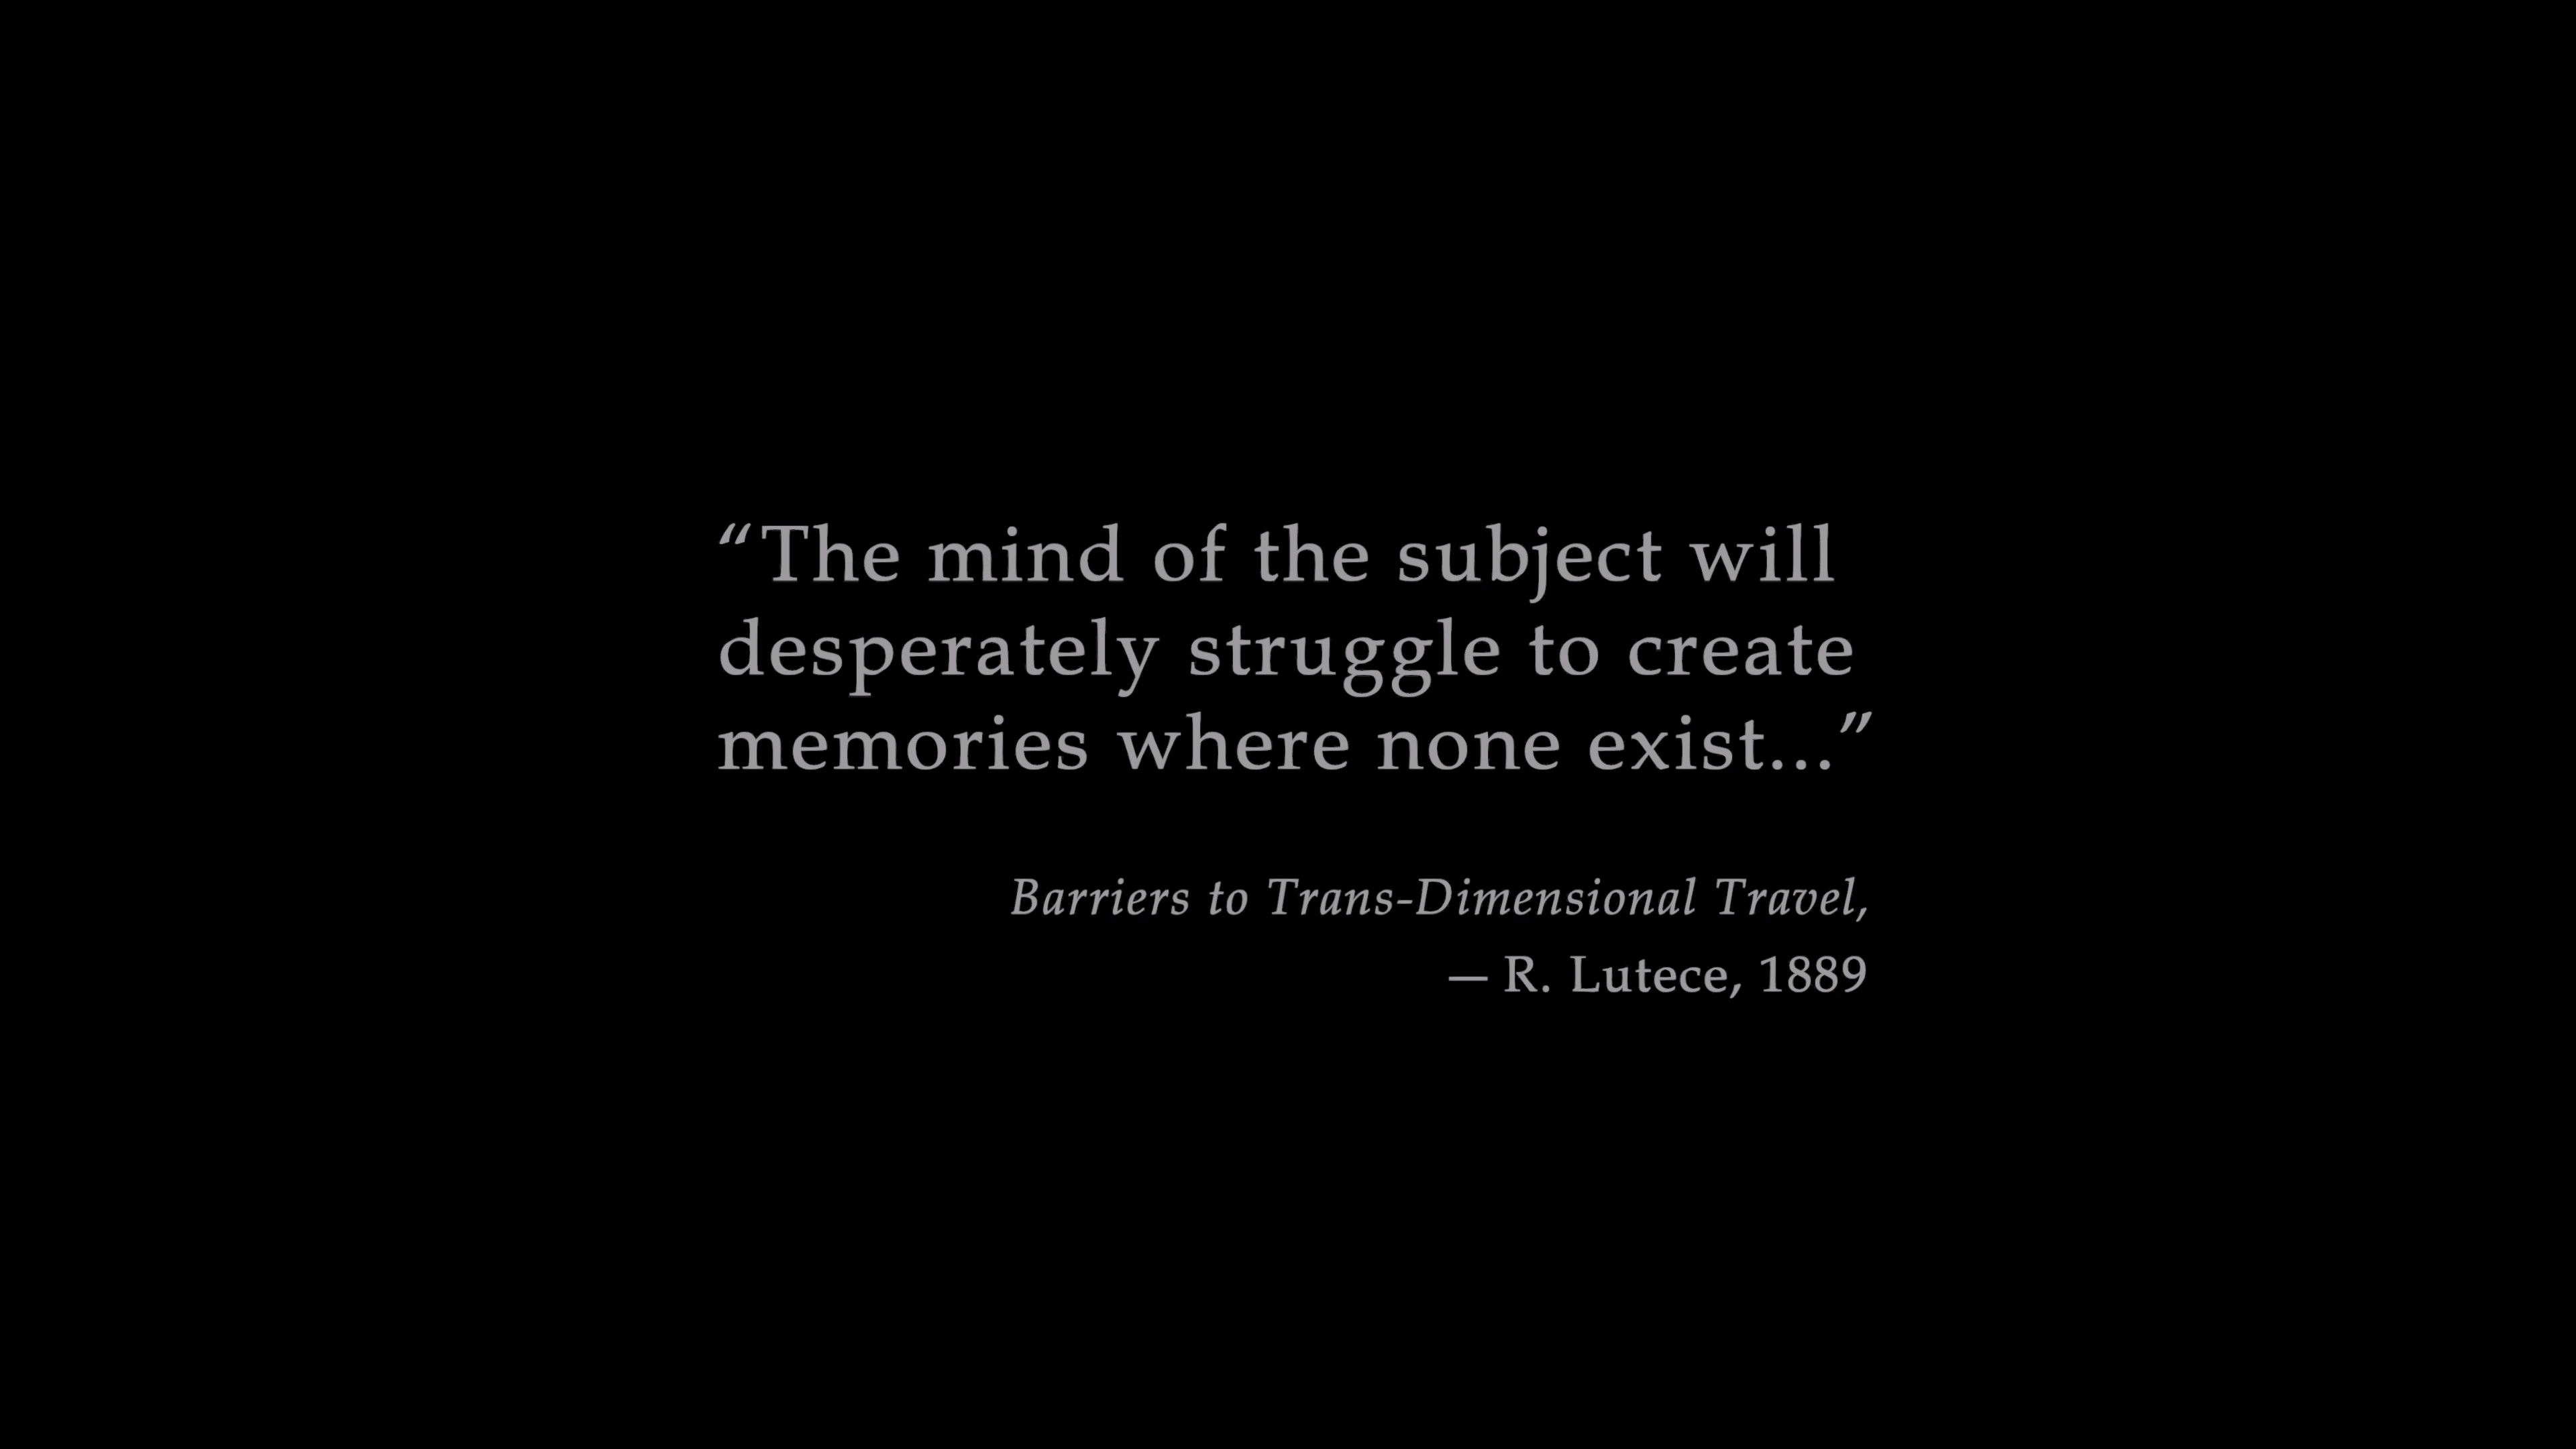 “The mind of the subject will
desperately struggle to create
memories where none exist...”
Barriers to Trans-Dimensional Travel,
— R. Lutece, 1889